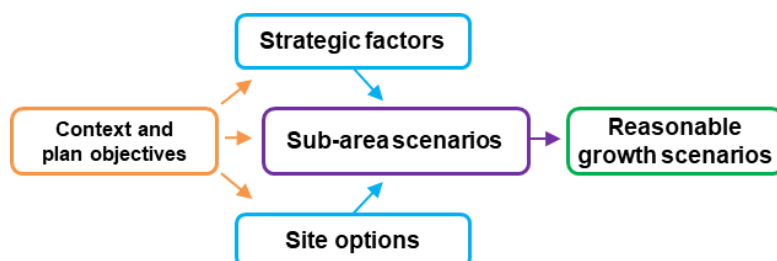 Strategic factors
Context and
plan objectives
Sub-area scenarios
Reasonable
growth scenarios
Site options